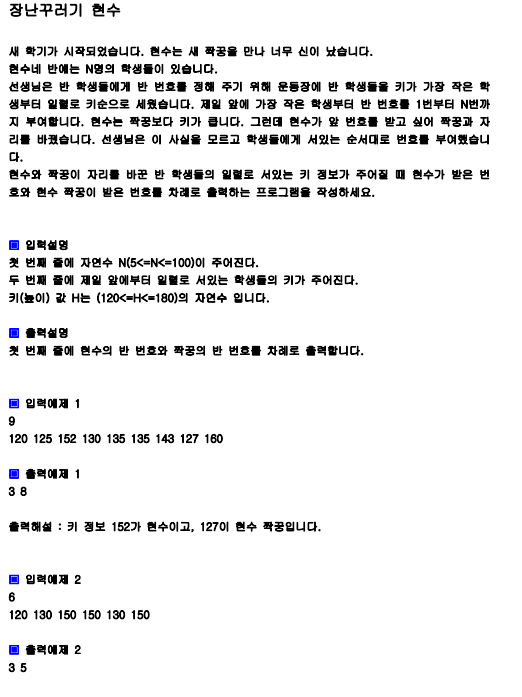 장난꾸러기 현수
새 학기가 시작되었습니다. 현수는 새 짝꿍을 만나 너무 신이 났습니다.
현수네 반에는 N명의 학생들이 있습니다.
선생님은 반 학생들에게 반 번호를 정해 주기 위해 운동장에 반 학생들을 키가 가장 작은 학
생부터 일렬로 키순으로 세웠습니다. 제일 앞에 가장 작은 학생부터 반 번호를 1번부터 N번까
지 부여합니다. 현수는 짝꿍보다 키가 큽니다. 그런데 현수가 앞 번호를 받고 싶어 짝꿍과 자
리를 바꿨습니다. 선생님은 이 사실을 모르고 학생들에게 서있는 순서대로 번호를 부여했습니
다.
현수와 짝꿍이 자리를 바꾼 반 학생들의 일렬로 서있는 키 정보가 주어질 때 현수가 받은 번
호와 현수 짝꿍이 받은 번호를 차례로 출력하는 프로그램을 작성하세요.
▣ 입력설명
첫 번째 줄에 자연수 N(5<=N<=100)이 주어진다.
두 번째 줄에 제일 앞에부터 일렬로 서있는 학생들의 키가 주어진다.
키(높이) 값 H는 (120<=H<=180)의 자연수 입니다.
▣ 출력설명
첫 번째 줄에 현수의 반 번호와 짝꿍의 반 번호를 차례로 출력합니다.
▣ 입력예제 1
9
120 125 152 130 135 135 143 127 160
▣ 출력예제 1
3 8
출력해설 : 키 정보 152가 현수이고, 127이 현수 짝꿍입니다.
▣ 입력예제 2
6
120 130 150 150 130 150
▣ 출력예제 2
3 5